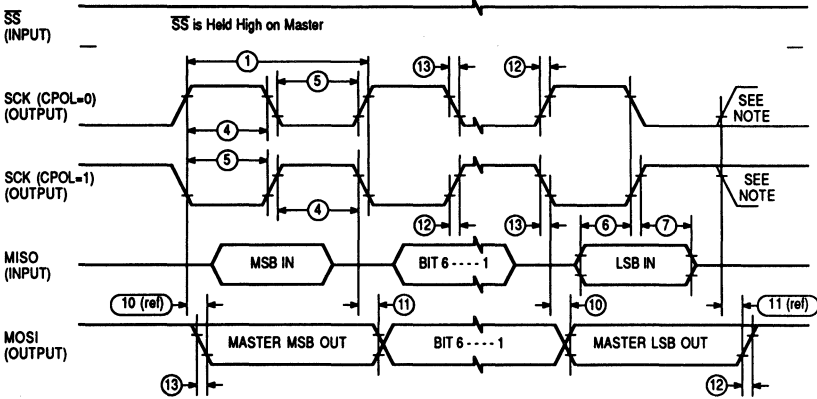 SS
(INPUT)
SS is Held High on Master
1
13
12
5
SCK (CPOL=0)
(OUTPUT)
SEE
NOTE
4
5
SCK (CPOL=1)
(OUTPUT)
SEE
NOTE
4
12
13
6
7
MISO
(INPUT)
MSB IN
BIT 6 - - - - 1
LSB IN
10 (ref)
11
10
11 (ref)
MOSI
(OUTPUT)
MASTER MSB OUT
BIT 6 - - - - 1
MASTER LSB OUT
13
12